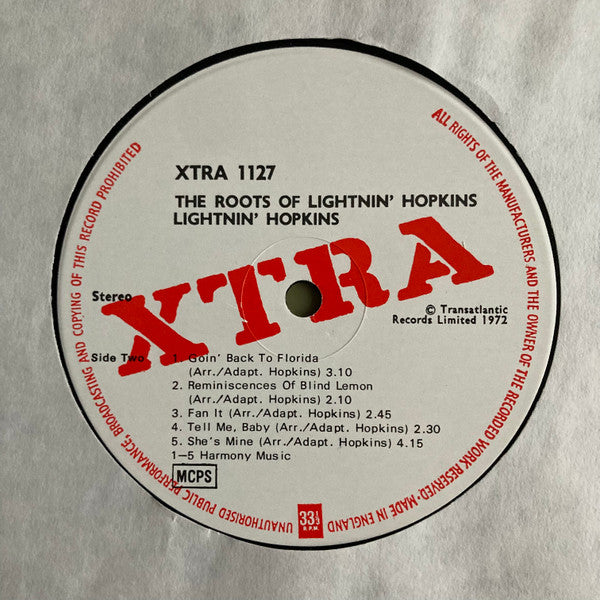 XTRA 1127
THE ROOTS OF LIGHTNIN' HOPKINS
LIGHTNIN' HOPKINS
XTRA
Stereo
© Transatlantic
Records Limited 1972
Side Two
1. Goin' Back To Florida
(Arr./Adapt. Hopkins) 3.10
2. Reminiscences Of Blind Lemon
(Arr./Adapt. Hopkins) 2.10
3. Fan It (Arr./Adapt. Hopkins) 2.45
4. Tell Me, Baby (Arr./Adapt. Hopkins) 2.30
5. She's Mine (Arr./Adapt. Hopkins) 4.15
1—5 Harmony Music
MCPS
33 1/3
R.P.M.
ALL RIGHTS OF THE MANUFACTURERS AND THE OWNER OF THE RECORDED WORK RESERVED · MADE IN ENGLAND
UNAUTHORISED PUBLIC PERFORMANCE, BROADCASTING AND COPYING OF THIS RECORD PROHIBITED